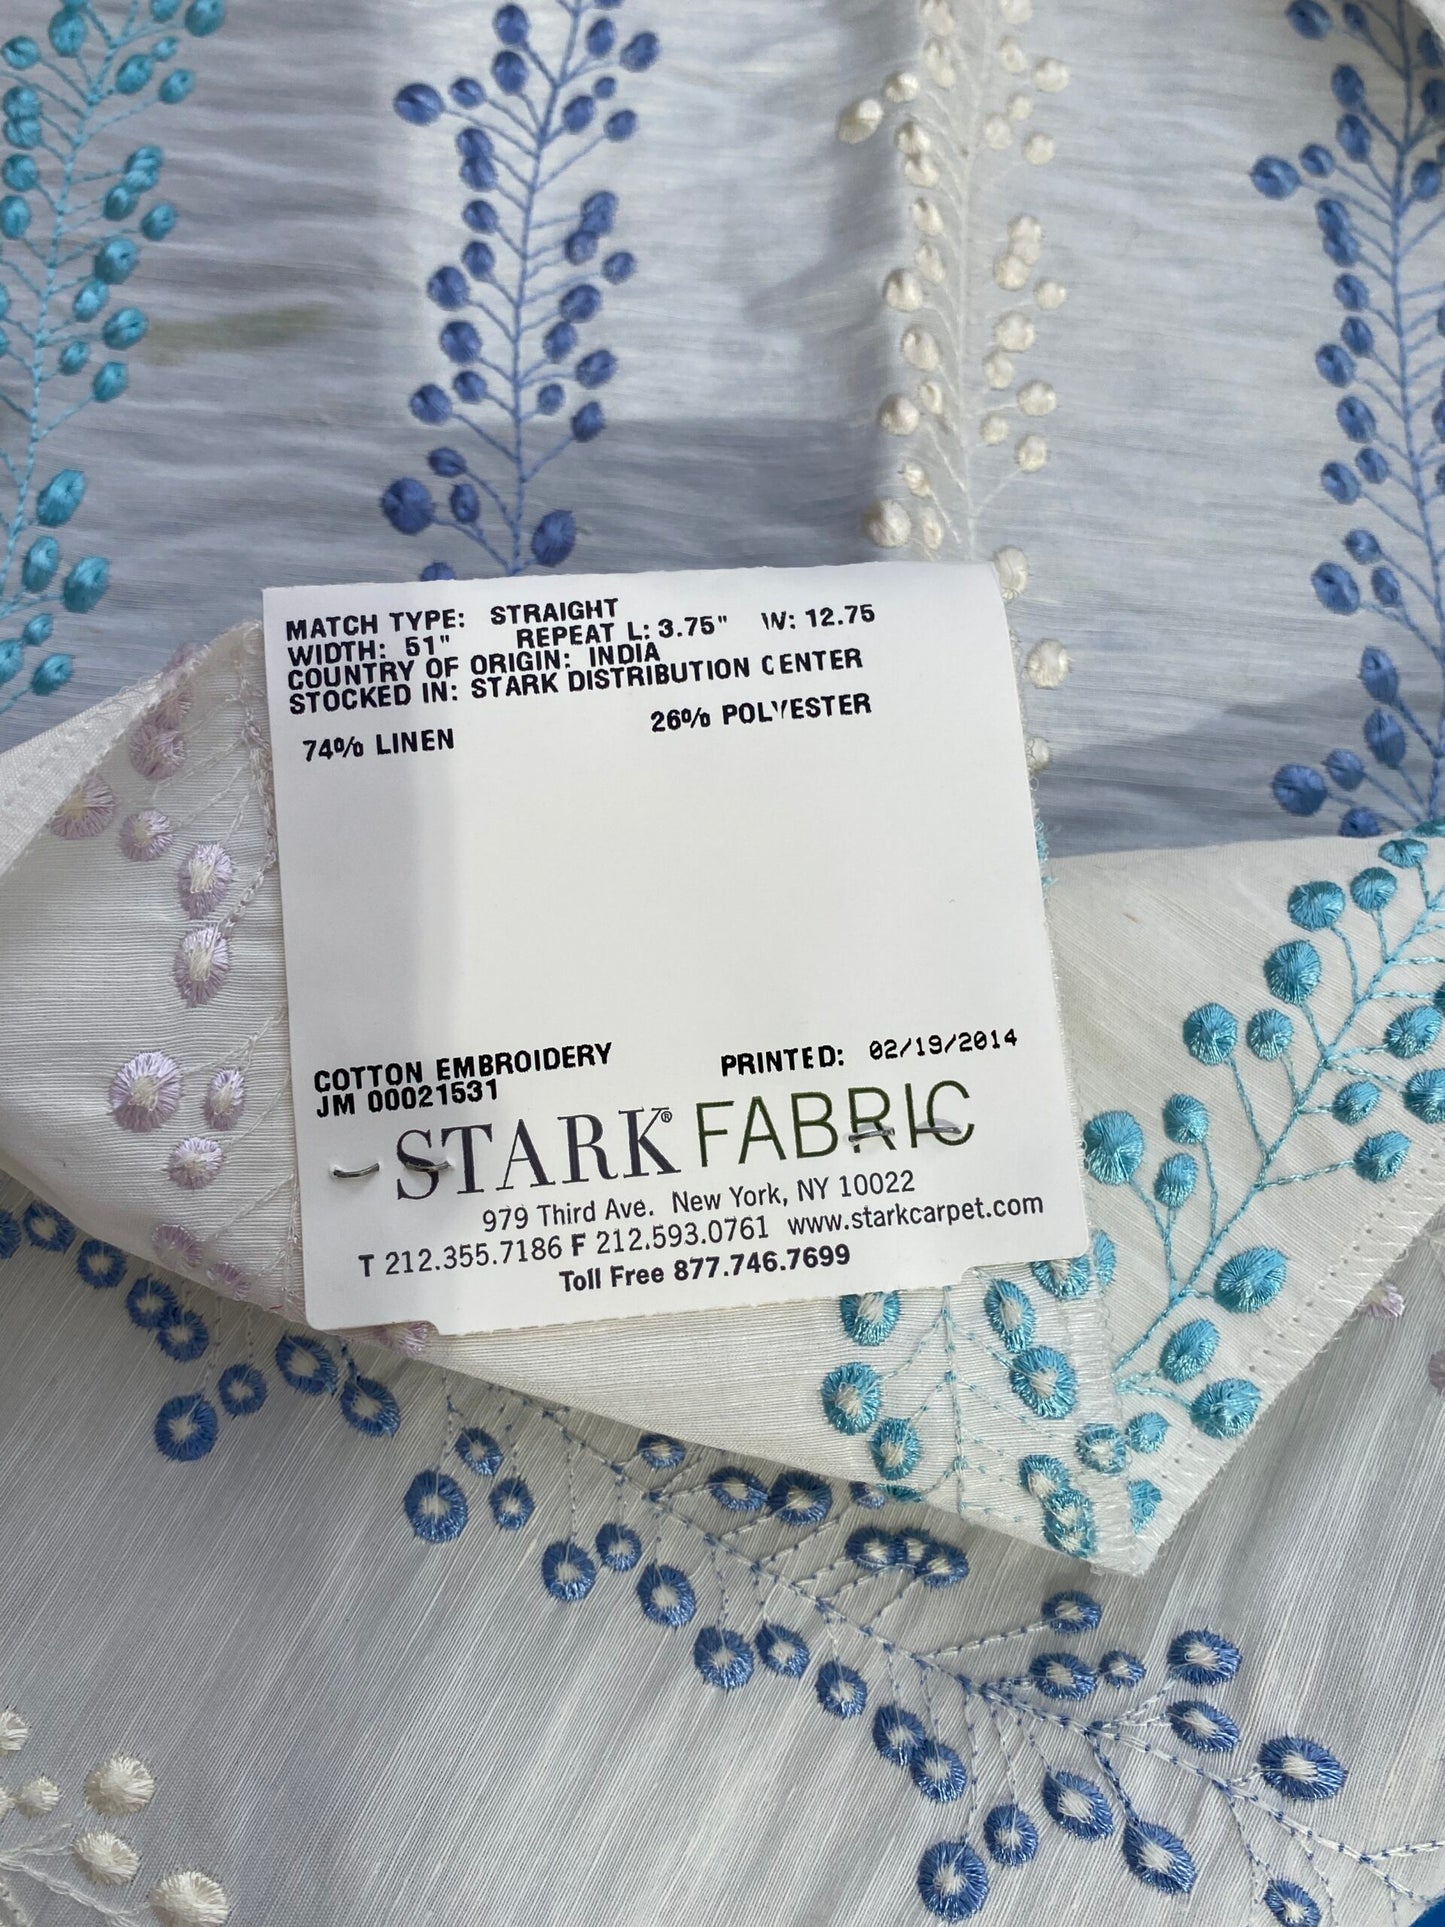 MATCH TYPE: STRAIGHT
WIDTH: 51" REPEAT L: 3.75" W: 12.75
COUNTRY OF ORIGIN: INDIA
STOCKED IN: STARK DISTRIBUTION CENTER
74% LINEN 26% POLYESTER
COTTON EMBROIDERY PRINTED: 02/19/2014
JM 00021531
STARK® FABRIC
979 Third Ave. New York, NY 10022
T 212.355.7186 F 212.593.0761 www.starkcarpet.com
Toll Free 877.746.7699